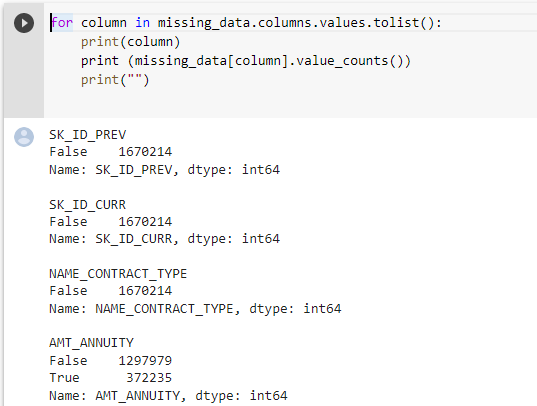 for column in missing_data.columns.values.tolist():
    print(column)
    print (missing_data[column].value_counts())
    print("")
SK_ID_PREV
False    1670214
Name: SK_ID_PREV, dtype: int64
SK_ID_CURR
False    1670214
Name: SK_ID_CURR, dtype: int64
NAME_CONTRACT_TYPE
False    1670214
Name: NAME_CONTRACT_TYPE, dtype: int64
AMT_ANNUITY
False    1297979
True      372235
Name: AMT_ANNUITY, dtype: int64